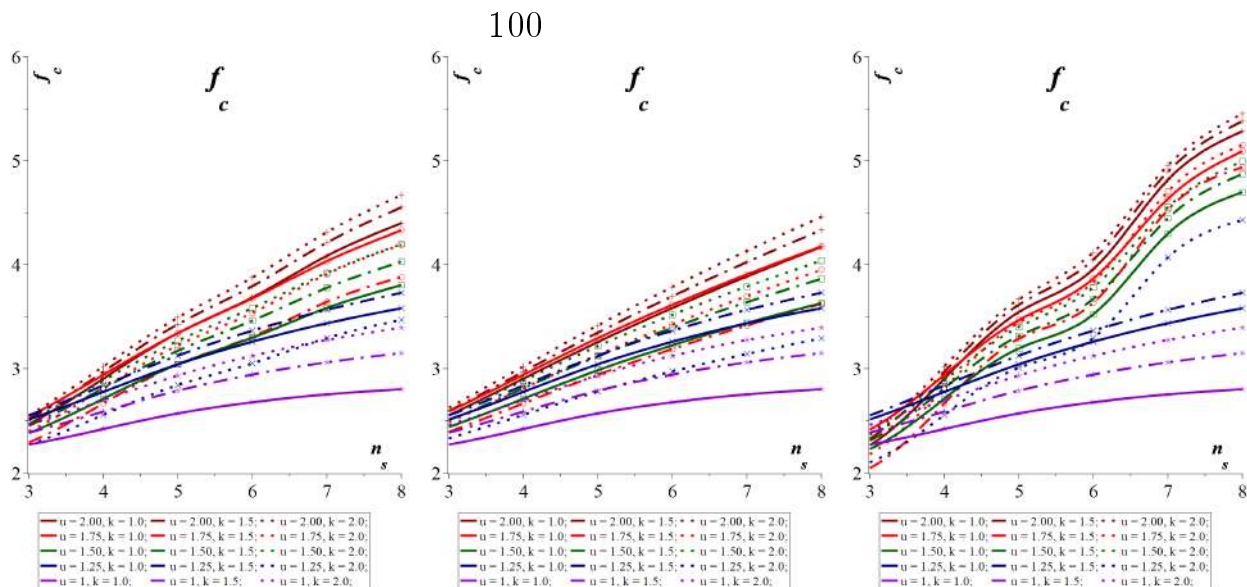 100
6
5
4
3
2
f c
f c
n s
3 4 5 6 7 8
u = 2.00, k = 1.0; u = 2.00, k = 1.5; u = 2.00, k = 2.0;
u = 1.75, k = 1.0; u = 1.75, k = 1.5; u = 1.75, k = 2.0;
u = 1.50, k = 1.0; u = 1.50, k = 1.5; u = 1.50, k = 2.0;
u = 1.25, k = 1.0; u = 1.25, k = 1.5; u = 1.25, k = 2.0;
u = 1, k = 1.0; u = 1, k = 1.5; u = 1, k = 2.0;
6
5
4
3
2
f c
f c
n s
3 4 5 6 7 8
u = 2.00, k = 1.0; u = 2.00, k = 1.5; u = 2.00, k = 2.0;
u = 1.75, k = 1.0; u = 1.75, k = 1.5; u = 1.75, k = 2.0;
u = 1.50, k = 1.0; u = 1.50, k = 1.5; u = 1.50, k = 2.0;
u = 1.25, k = 1.0; u = 1.25, k = 1.5; u = 1.25, k = 2.0;
u = 1, k = 1.0; u = 1, k = 1.5; u = 1, k = 2.0;
6
5
4
3
2
f c
f c
n s
3 4 5 6 7 8
u = 2.00, k = 1.0; u = 2.00, k = 1.5; u = 2.00, k = 2.0;
u = 1.75, k = 1.0; u = 1.75, k = 1.5; u = 1.75, k = 2.0;
u = 1.50, k = 1.0; u = 1.50, k = 1.5; u = 1.50, k = 2.0;
u = 1.25, k = 1.0; u = 1.25, k = 1.5; u = 1.25, k = 2.0;
u = 1, k = 1.0; u = 1, k = 1.5; u = 1, k = 2.0;